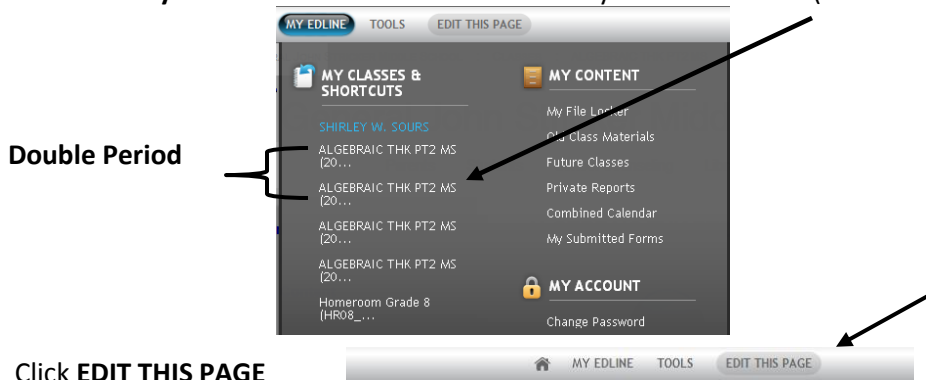 MY EDLINE TOOLS EDIT THIS PAGE
MY CLASSES &
SHORTCUTS
SHIRLEY W. SOURS
ALGEBRAIC THK PT2 MS
(20...
ALGEBRAIC THK PT2 MS
(20...
ALGEBRAIC THK PT2 MS
(20...
ALGEBRAIC THK PT2 MS
(20...
Homeroom Grade 8
(HR08_...
MY CONTENT
My File Locker
Old Class Materials
Future Classes
Private Reports
Combined Calendar
My Submitted Forms
MY ACCOUNT
Change Password
Double Period
MY EDLINE TOOLS EDIT THIS PAGE
Click EDIT THIS PAGE